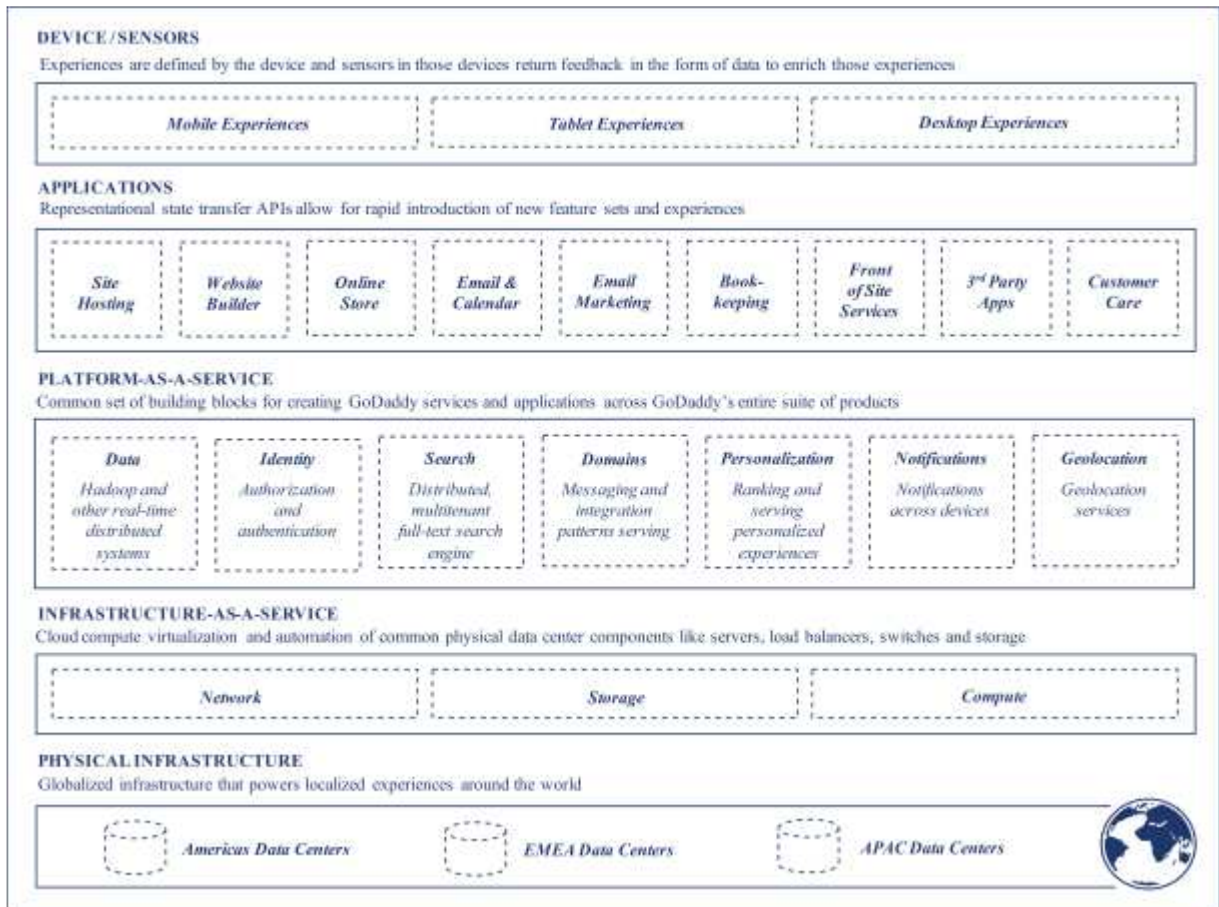 DEVICE / SENSORS
Experiences are defined by the device and sensors in those devices return feedback in the form of data to enrich those experiences
Mobile Experiences
Tablet Experiences
Desktop Experiences
APPLICATIONS
Representational state transfer APIs allow for rapid introduction of new feature sets and experiences
Site
Hosting
Website
Builder
Online
Store
Email &
Calendar
Email
Marketing
Book-
keeping
Front
of Site
Services
3rd Party
Apps
Customer
Care
PLATFORM-AS-A-SERVICE
Common set of building blocks for creating GoDaddy services and applications across GoDaddy's entire suite of products
Data
Hadoop and
other real-time
distributed
systems
Identity
Authorization
and
authentication
Search
Distributed,
multitenant
full-text search
engine
Domains
Messaging and
integration
patterns serving
Personalization
Ranking and
serving
personalized
experiences
Notifications
Notifications
across devices
Geolocation
Geolocation
services
INFRASTRUCTURE-AS-A-SERVICE
Cloud compute virtualization and automation of common physical data center components like servers, load balancers, switches and storage
Network
Storage
Compute
PHYSICAL INFRASTRUCTURE
Globalized infrastructure that powers localized experiences around the world
Americas Data Centers
EMEA Data Centers
APAC Data Centers